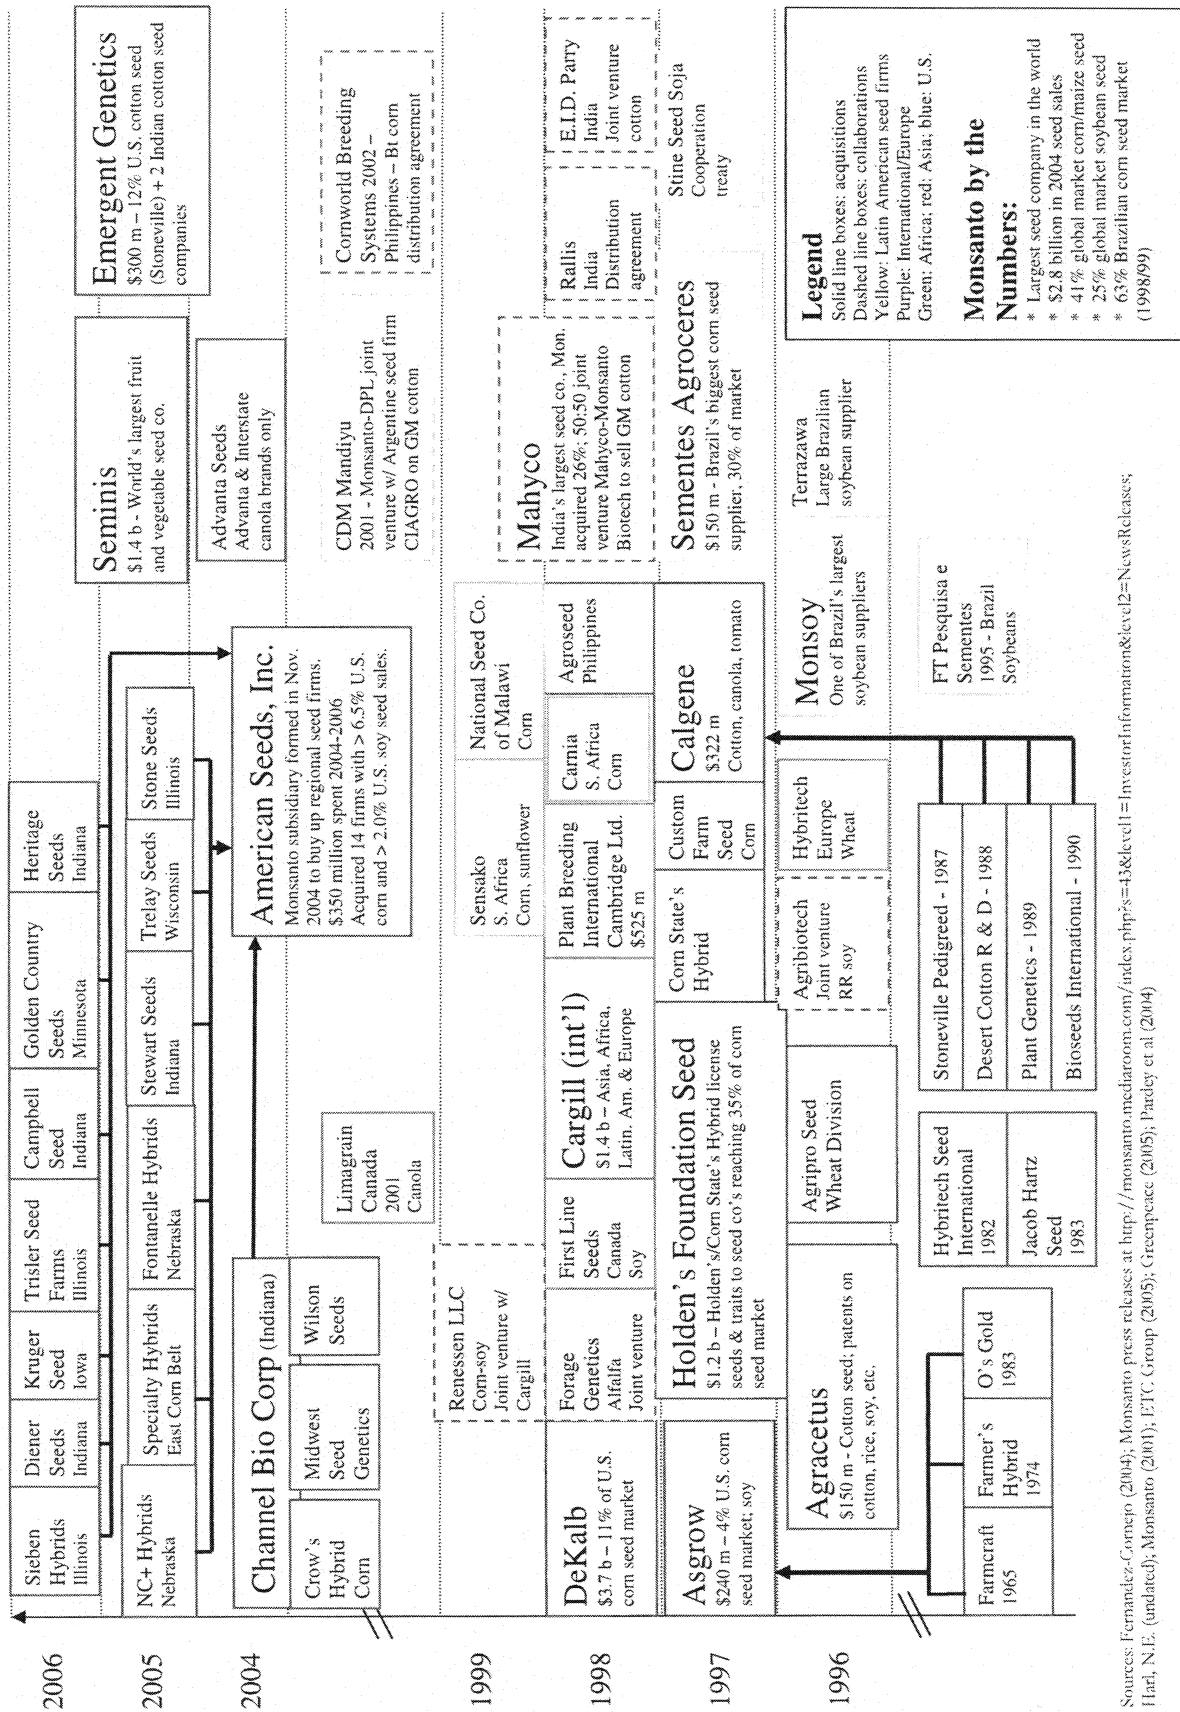 2006
Sieben
Hybrids
Illinois
Diener
Seeds
Indiana
Kruger
Seed
Iowa
Trisler Seed
Farms
Illinois
Campbell
Seed
Indiana
Golden Country
Seeds
Minnesota
Heritage
Seeds
Indiana
Emergent Genetics
$300 m – 12% U.S. cotton seed
(Stoneville) + 2 Indian cotton seed
companies
Seminis
$1.4 b - World's largest fruit
and vegetable seed co.
2005
NC+ Hybrids
Nebraska
Specialty Hybrids
East Corn Belt
Fontanelle Hybrids
Nebraska
Stewart Seeds
Indiana
Trelay Seeds
Wisconsin
Stone Seeds
Illinois
Advanta Seeds
Advanta & Interstate
canola brands only
2004
Channel Bio Corp (Indiana)
Crow's
Hybrid
Corn
Midwest
Seed
Genetics
Wilson
Seeds
American Seeds, Inc.
Monsanto subsidiary formed in Nov.
2004 to buy up regional seed firms.
$350 million spent 2004-2006
Acquired 14 firms with > 6.5% U.S.
corn and > 2.0% U.S. soy seed sales.
Limagrain
Canada
2001
Canola
CDM Mandiyu
2001 - Monsanto-DPL joint
venture w/ Argentine seed firm
CIAGRO on GM cotton
Cornworld Breeding
Systems 2002 –
Philippines – Bt corn
distribution agreement
1999
Renessen LLC
Corn-soy
Joint venture w/
Cargill
Sensako
S. Africa
Corn, sunflower
National Seed Co.
of Malawi
Corn
Mahyco
India's largest seed co., Mon.
acquired 26%; 50:50 joint
venture Mahyco-Monsanto
Biotech to sell GM cotton
1998
DeKalb
$3.7 b – 11% of U.S.
corn seed market
Forage
Genetics
Alfalfa
Joint venture
First Line
Seeds
Canada
Soy
Cargill (int'l)
$1.4 b – Asia, Africa,
Latin. Am. & Europe
Plant Breeding
International
Cambridge Ltd.
$525 m
Carnia
S. Africa
Corn
Agroseed
Philippines
Rallis
India
Distribution
agreement
E.I.D. Parry
India
Joint venture
cotton
1997
Asgrow
$240 m – 4% U.S. corn
seed market; soy
Holden's Foundation Seed
$1.2 b – Holden's/Corn State's Hybrid license
seeds & traits to seed co's reaching 35% of corn
seed market
Corn State's
Hybrid
Custom
Farm
Seed
Corn
Calgene
$322 m
Cotton, canola, tomato
Sementes Agroceres
$150 m - Brazil's biggest corn seed
supplier, 30% of market
Stine Seed Soja
Cooperation
treaty
1996
Agracetus
$150 m - Cotton seed; patents on
cotton, rice, soy, etc.
Agripro Seed
Wheat Division
Agribiotech
Joint venture
RR soy
Hybritech
Europe
Wheat
Monsoy
One of Brazil's largest
soybean suppliers
Terrazawa
Large Brazilian
soybean supplier
Farmcraft
1965
Farmer's
Hybrid
1974
O's Gold
1983
Hybritech Seed
International
1982
Jacob Hartz
Seed
1983
Stoneville Pedigreed - 1987
Desert Cotton R & D - 1988
Plant Genetics - 1989
Bioseeds International - 1990
FT Pesquisa e
Sementes
1995 - Brazil
Soybeans
Legend
Solid line boxes: acquisitions
Dashed line boxes: collaborations
Yellow: Latin American seed firms
Purple: International/Europe
Green: Africa; red: Asia; blue: U.S.
Monsanto by the
Numbers:
* Largest seed company in the world
* $2.8 billion in 2004 seed sales
* 41% global market corn/maize seed
* 25% global market soybean seed
* 63% Brazilian corn seed market
(1998/99)
Sources: Fernandez-Cornejo (2004); Monsanto press releases at http://monsanto.mediaroom.com/index.php?s=43&level1=InvestorInformation&level2=NewsReleases;
Harl, N.E. (undated); Monsanto (2001); ETC Group (2005); Greenpeace (2005); Pardey et al (2004)